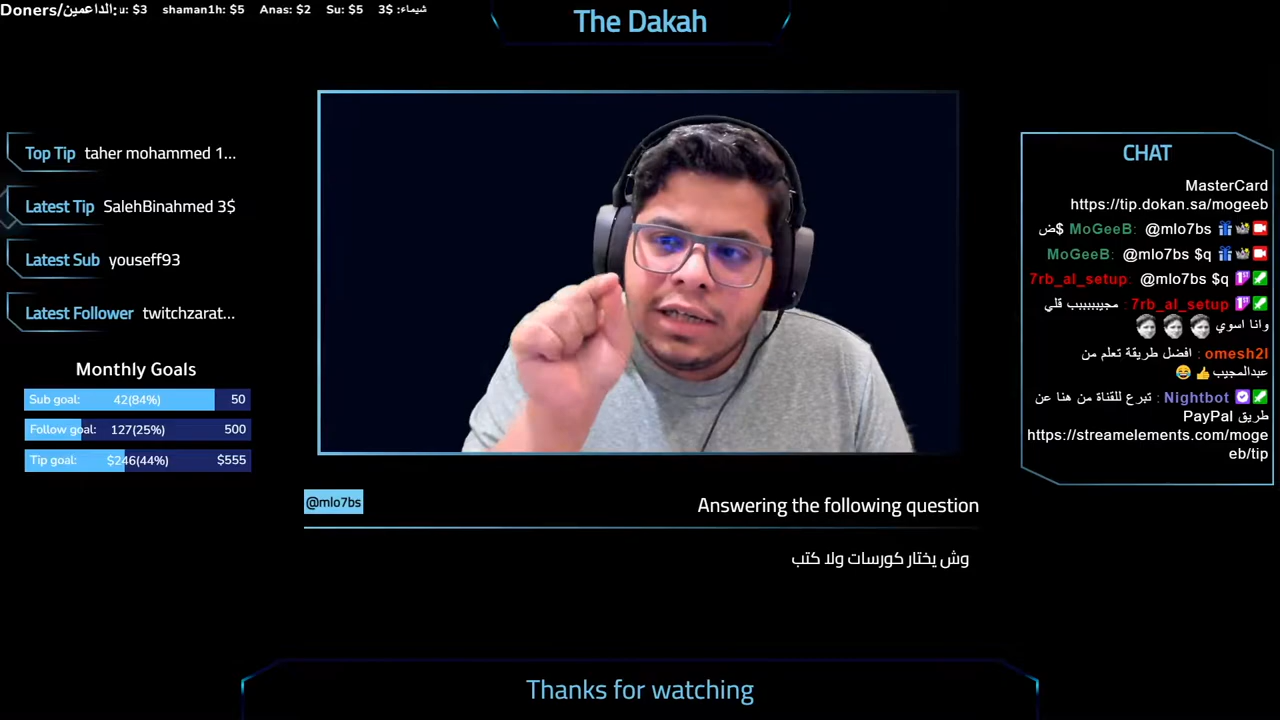 Doners/الداعمين: u: $3 shaman1h: $5 Anas: $2 Su: $5 شيماء: $3
The Dakah
Top Tip taher mohammed 1...
Latest Tip SalehBinahmed 3$
Latest Sub youseff93
Latest Follower twitchzarat...
Monthly Goals
Sub goal: 42(84%) 50
Follow goal: 127(25%) 500
Tip goal: $246(44%) $555
CHAT
MasterCard
https://tip.dokan.sa/mogeeb
MoGeeB: @mlo7bs $ض
MoGeeB: @mlo7bs $q
7rb_al_setup: @mlo7bs $q
7rb_al_setup: مجيييييب قلي
وانا اسوي
omesh2l: افضل طريقة تعلم من
عبدالمجيب
Nightbot: تبرع للقناة من هنا عن
طريق PayPal
https://streamelements.com/moge
eb/tip
@mlo7bs Answering the following question
وش يختار كورسات ولا كتب
Thanks for watching